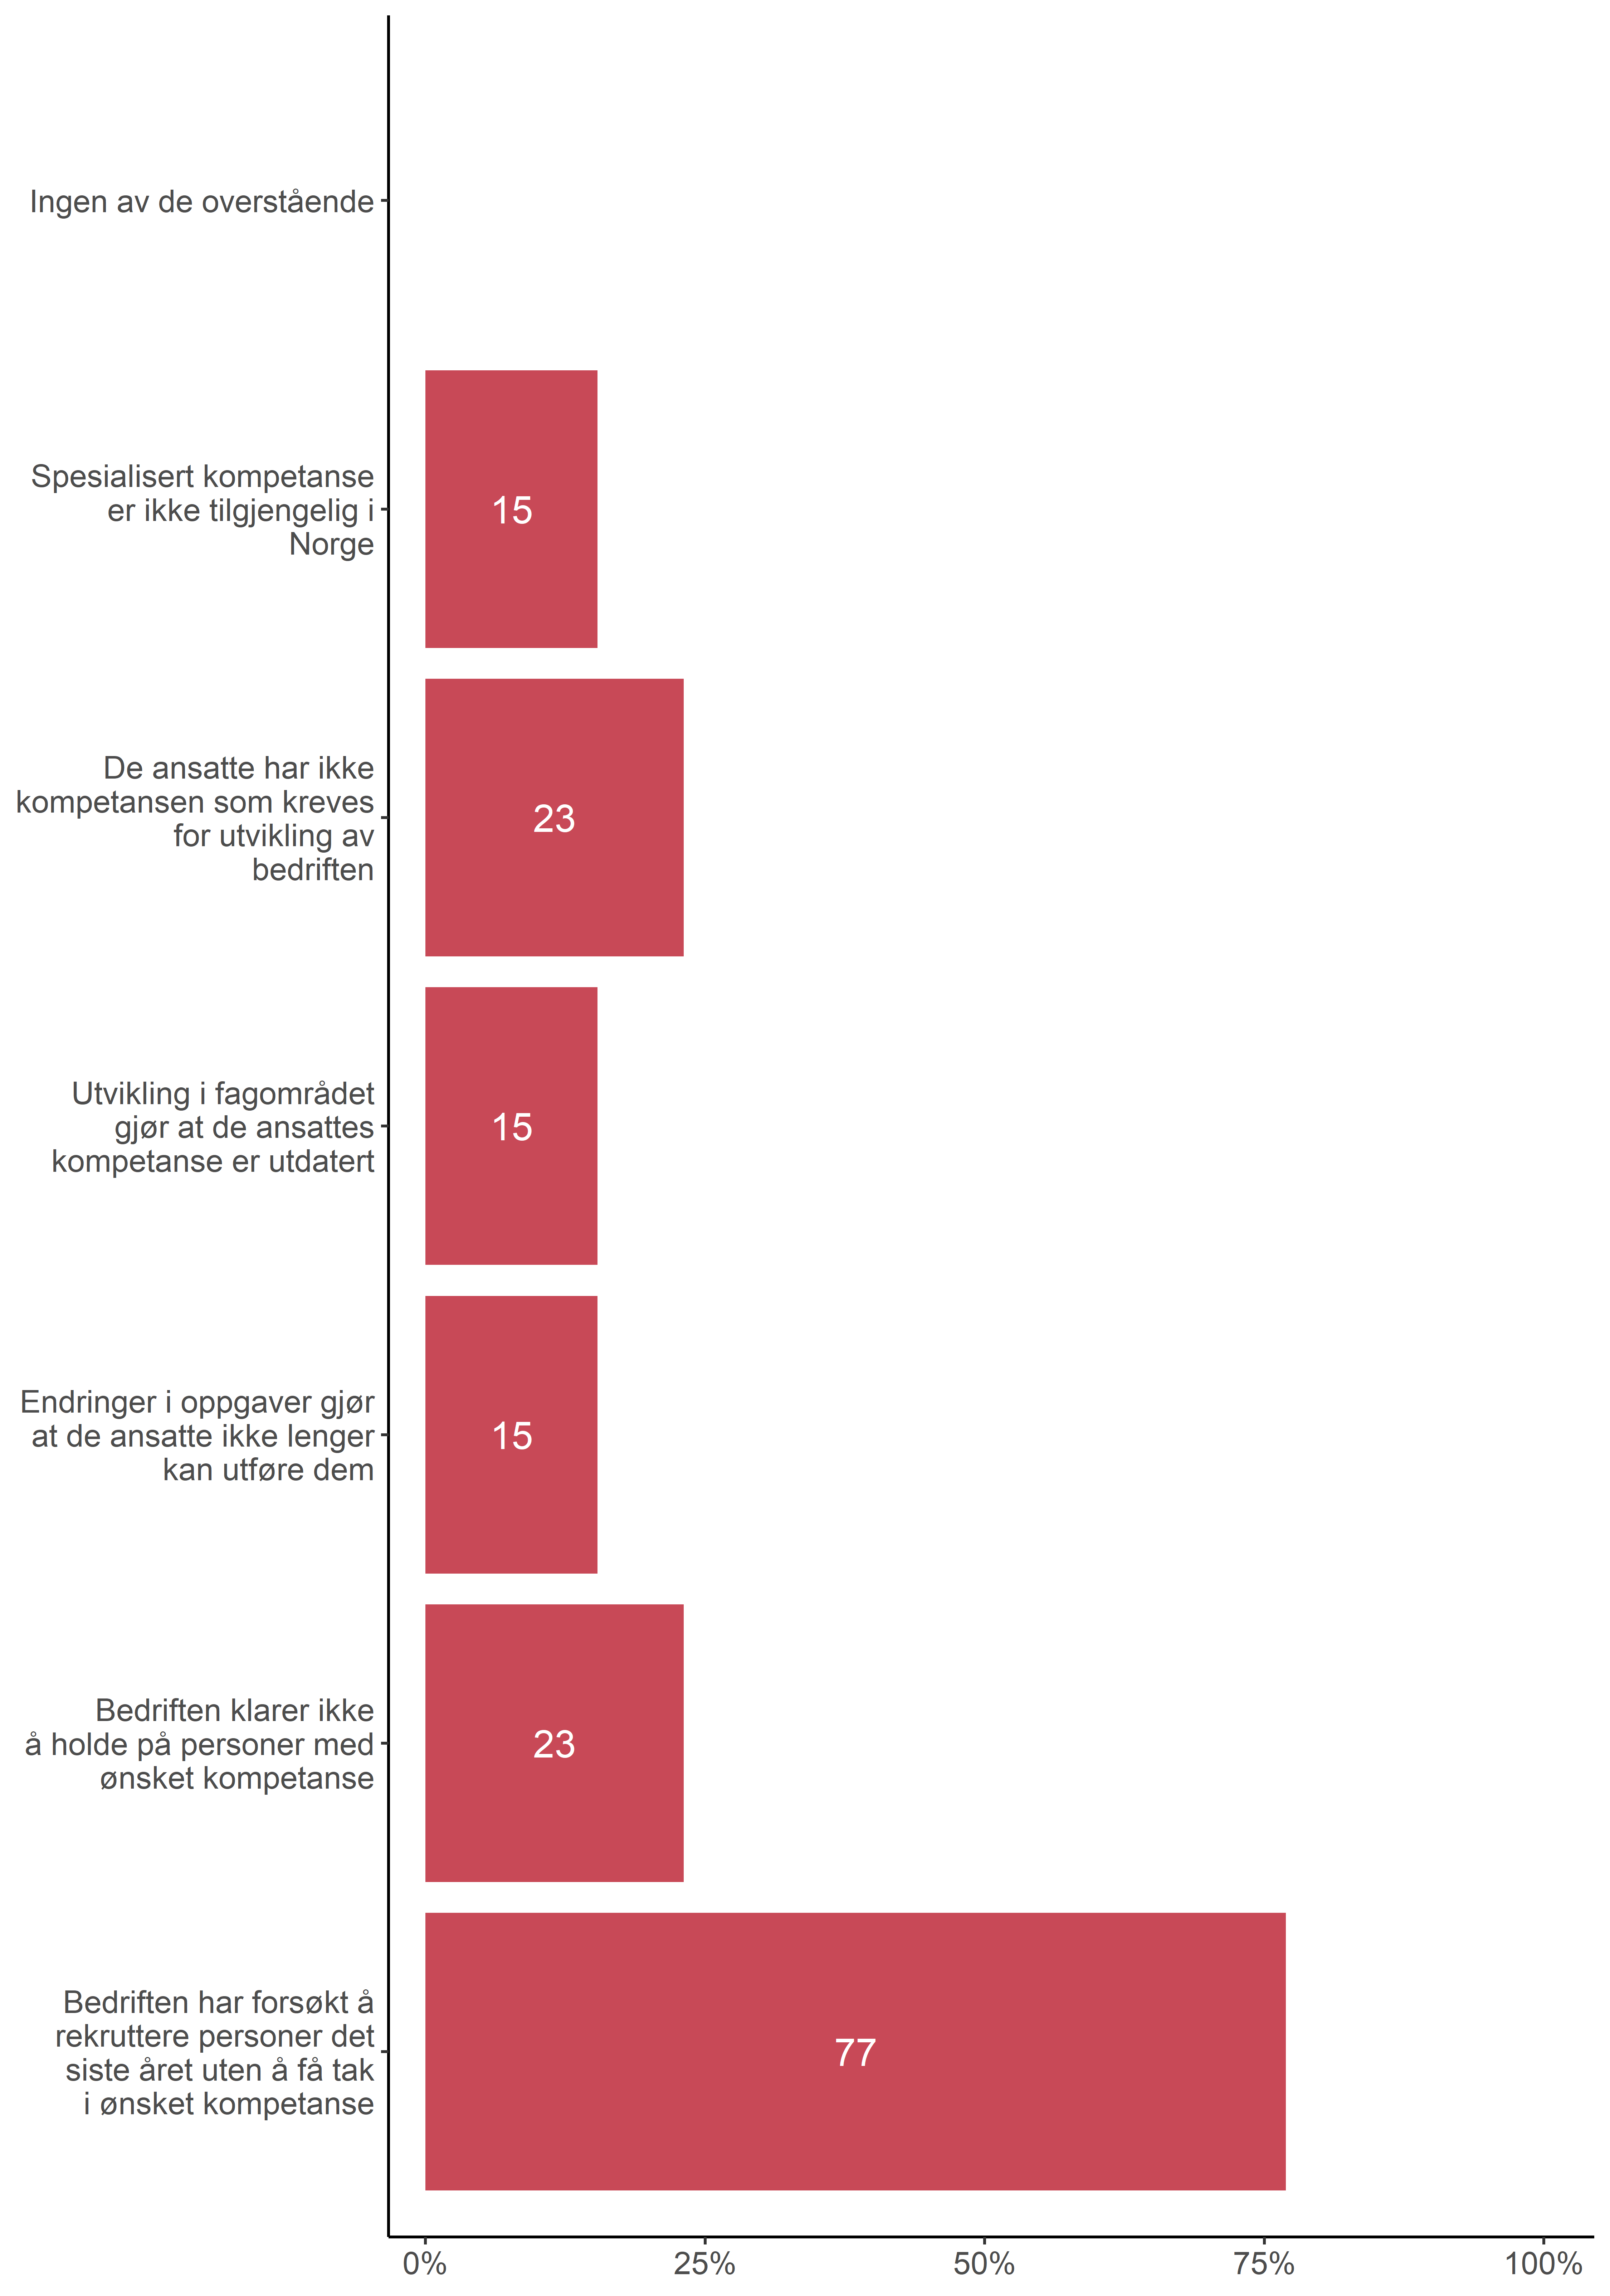 Ingen av de overstående
Spesialisert kompetanse
er ikke tilgjengelig i
Norge
15
De ansatte har ikke
kompetansen som kreves
for utvikling av
bedriften
23
Utvikling i fagområdet
gjør at de ansattes
kompetanse er utdatert
15
Endringer i oppgaver gjør
at de ansatte ikke lenger
kan utføre dem
15
Bedriften klarer ikke
å holde på personer med
ønsket kompetanse
23
Bedriften har forsøkt å
rekruttere personer det
siste året uten å få tak
i ønsket kompetanse
77
0% 25% 50% 75% 100%